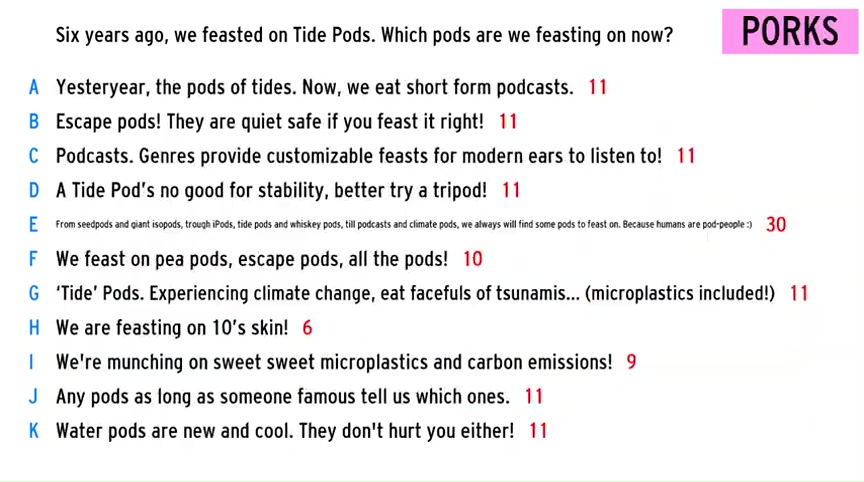 Six years ago, we feasted on Tide Pods. Which pods are we feasting on now?
PORKS
A Yesteryear, the pods of tides. Now, we eat short form podcasts. 11
B Escape pods! They are quiet safe if you feast it right! 11
C Podcasts. Genres provide customizable feasts for modern ears to listen to! 11
D A Tide Pod's no good for stability, better try a tripod! 11
E From seedpods and giant isopods, trough iPods, tide pods and whiskey pods, till podcasts and climate pods, we always will find some pods to feast on. Because humans are pod-people :) 30
F We feast on pea pods, escape pods, all the pods! 10
G ‘Tide’ Pods. Experiencing climate change, eat facefuls of tsunamis... (microplastics included!) 11
H We are feasting on 10's skin! 6
I We're munching on sweet sweet microplastics and carbon emissions! 9
J Any pods as long as someone famous tell us which ones. 11
K Water pods are new and cool. They don't hurt you either! 11